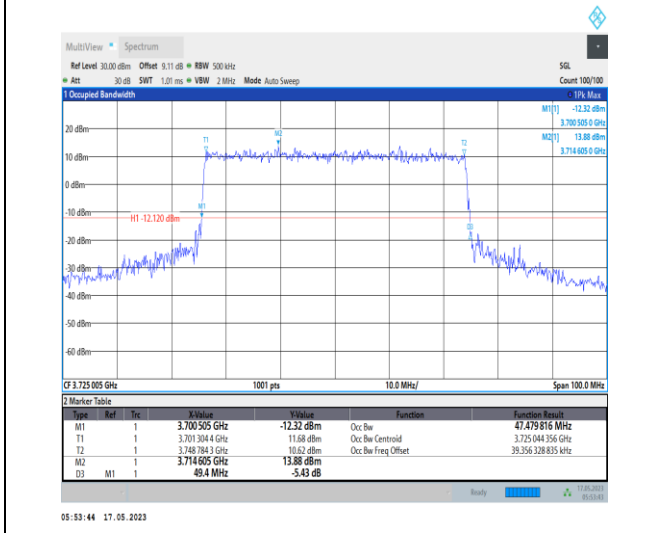 MultiView Spectrum
Ref Level 30.00 dBm Offset 9.11 dB RBW 500 kHz SGL
Att 30 dB SWT 1.01 ms VBW 2 MHz Mode Auto Sweep Count 100/100
1 Occupied Bandwidth 1Pk Max
M1[1] -12.32 dBm
3.700 505 0 GHz
M2[1] 13.88 dBm
3.714 605 0 GHz
20 dBm
T1 M2 T2
10 dBm
0 dBm
-10 dBm
M1
H1 -12.120 dBm
D3
-20 dBm
-30 dBm
-40 dBm
-50 dBm
-60 dBm
CF 3.725 005 GHz 1001 pts 10.0 MHz/ Span 100.0 MHz
2 Marker Table
Type Ref Trc X-Value Y-Value Function Function Result
M1 1 3.700 505 GHz -12.32 dBm Occ Bw 47.479 816 MHz
T1 1 3.701 304 4 GHz 11.68 dBm Occ Bw Centroid 3.725 044 356 GHz
T2 1 3.748 784 3 GHz 10.62 dBm Occ Bw Freq Offset 39.356 328 835 kHz
M2 1 3.714 605 GHz 13.88 dBm
D3 M1 1 49.4 MHz -5.43 dB
Ready 17.05.2023
05:53:43
05:53:44 17.05.2023